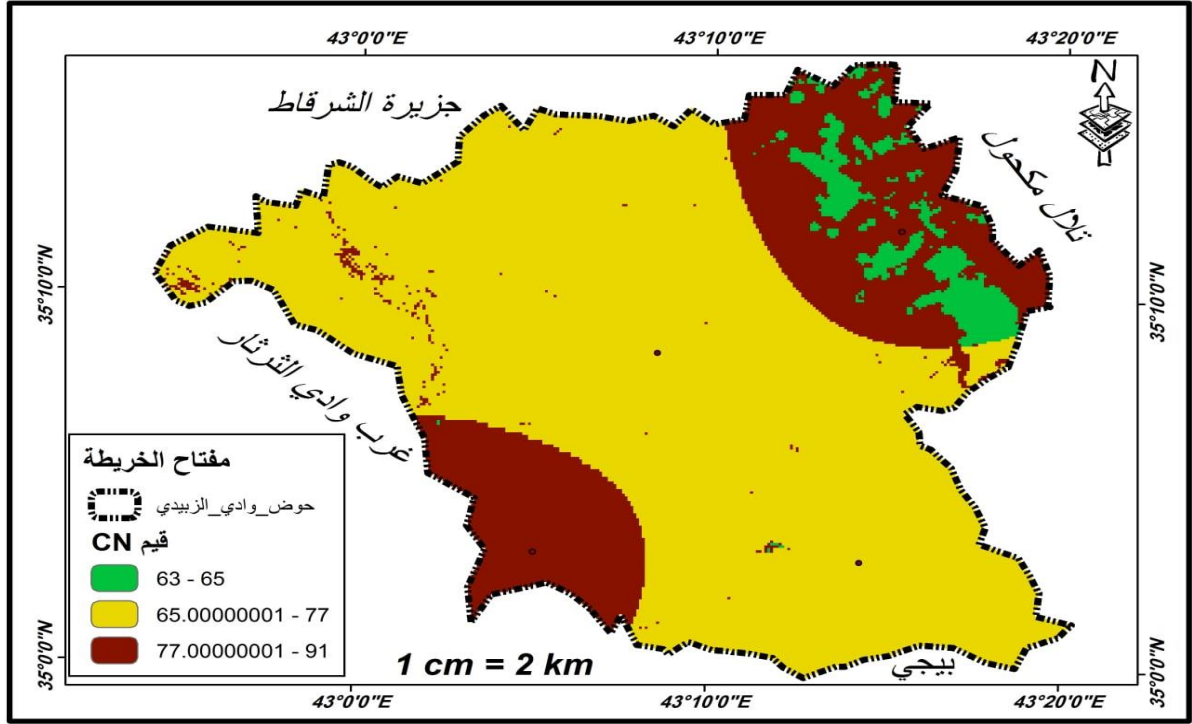 43°0'0"E
43°10'0"E
43°20'0"E
N
جزيرة الشرقاط
تلال مكحول
35°10'0"N
35°10'0"N
غرب وادي الثرثار
مفتاح الخريطة
حوض_وادي_الزبيدي
قيم CN
63 - 65
65.00000001 - 77
77.00000001 - 91
1 cm = 2 km
بيجي
35°0'0"N
35°0'0"N
43°0'0"E
43°10'0"E
43°20'0"E